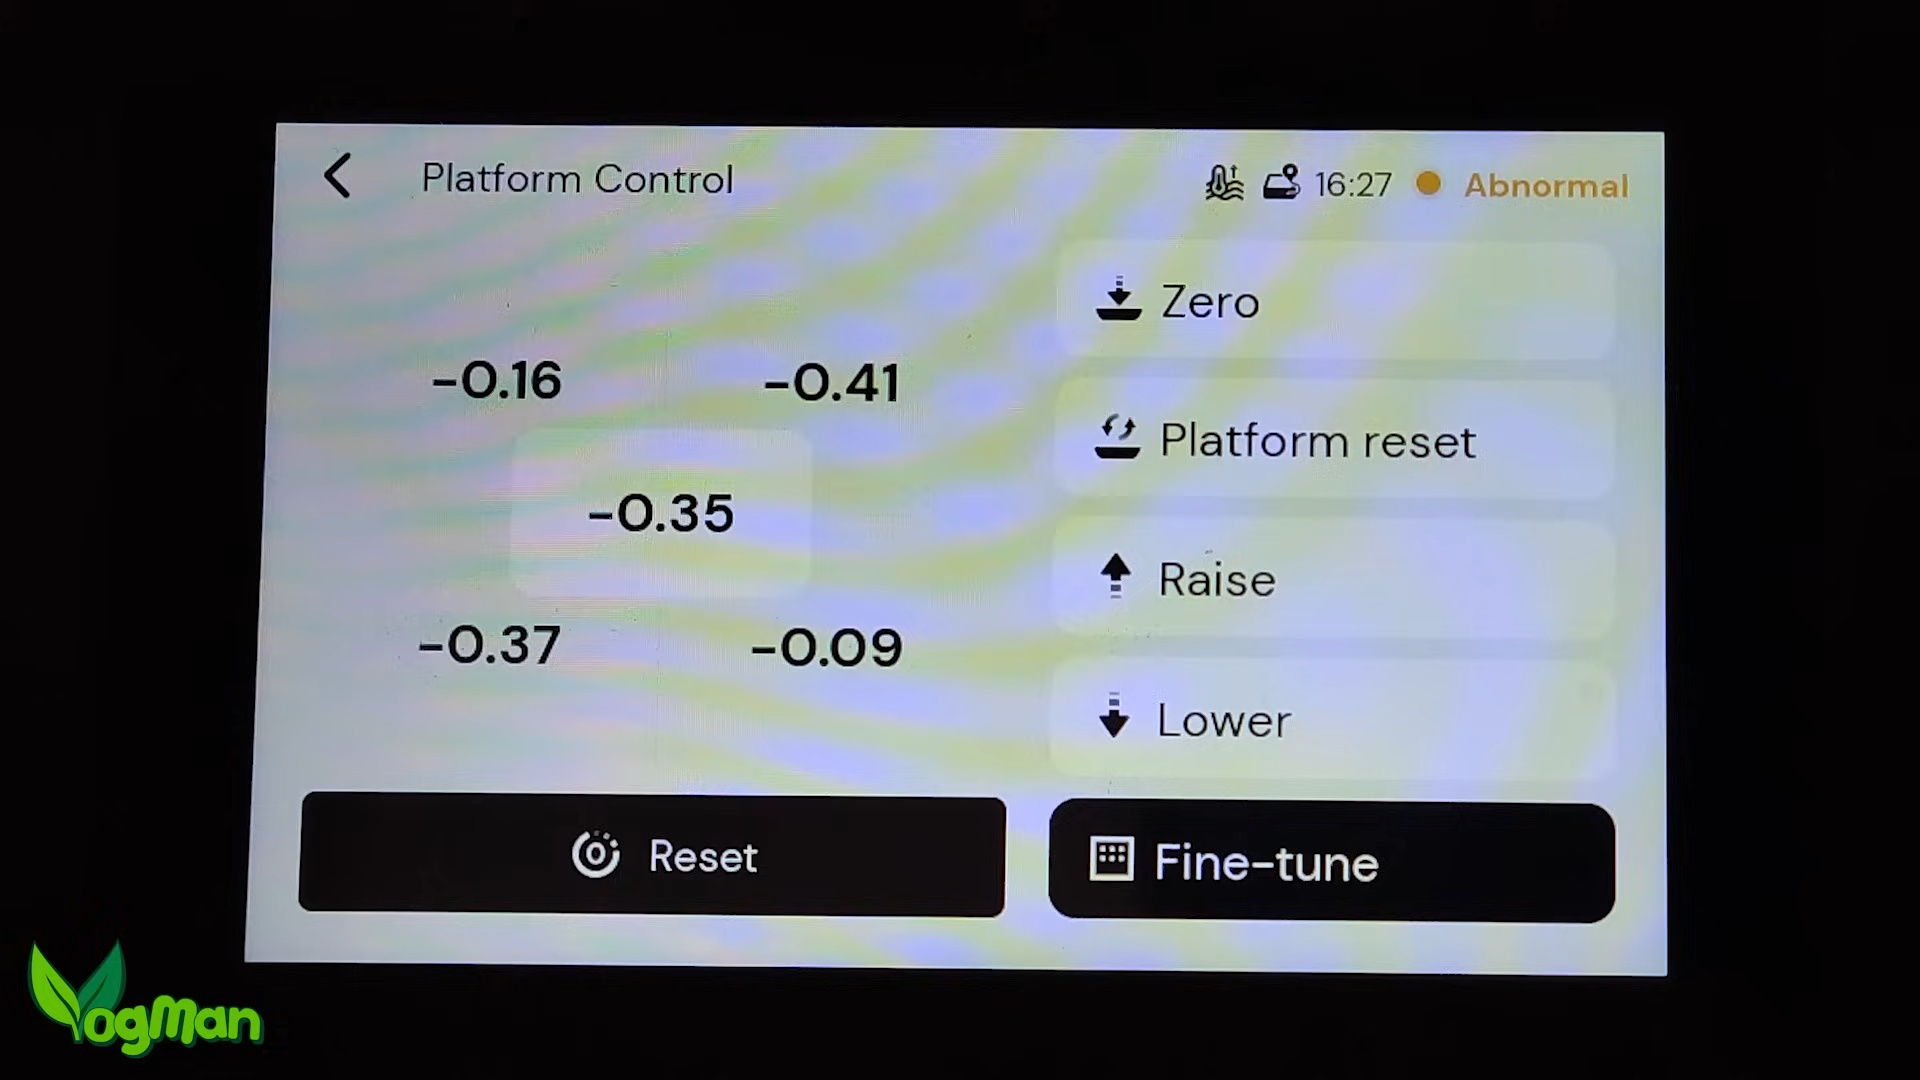 Platform Control
16:27 Abnormal
-0.16 -0.41
-0.35
-0.37 -0.09
Zero
Platform reset
Raise
Lower
Reset
Fine-tune
YogMan